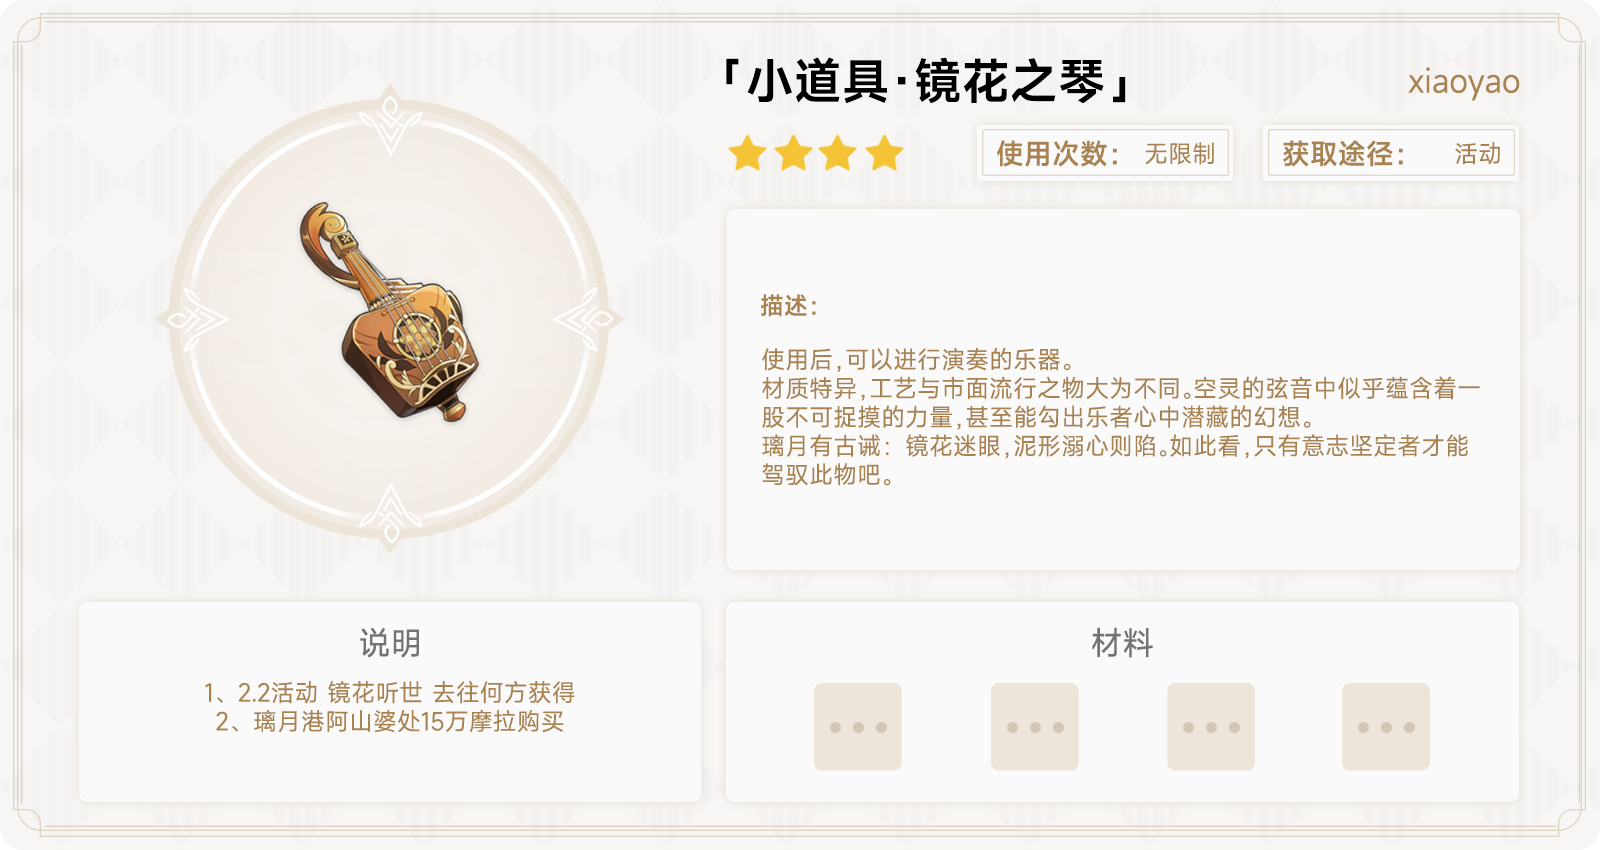 「小道具·镜花之琴」
xiaoyao
使用次数： 无限制
获取途径： 活动
描述：
使用后，可以进行演奏的乐器。
材质特异，工艺与市面流行之物大为不同。空灵的弦音中似乎蕴含着一
股不可捉摸的力量，甚至能勾出乐者心中潜藏的幻想。
璃月有古诫：镜花迷眼，泥形溺心则陷。如此看，只有意志坚定者才能
驾驭此物吧。
说明
1、2.2活动 镜花听世 去往何方获得
2、璃月港阿山婆处15万摩拉购买
材料